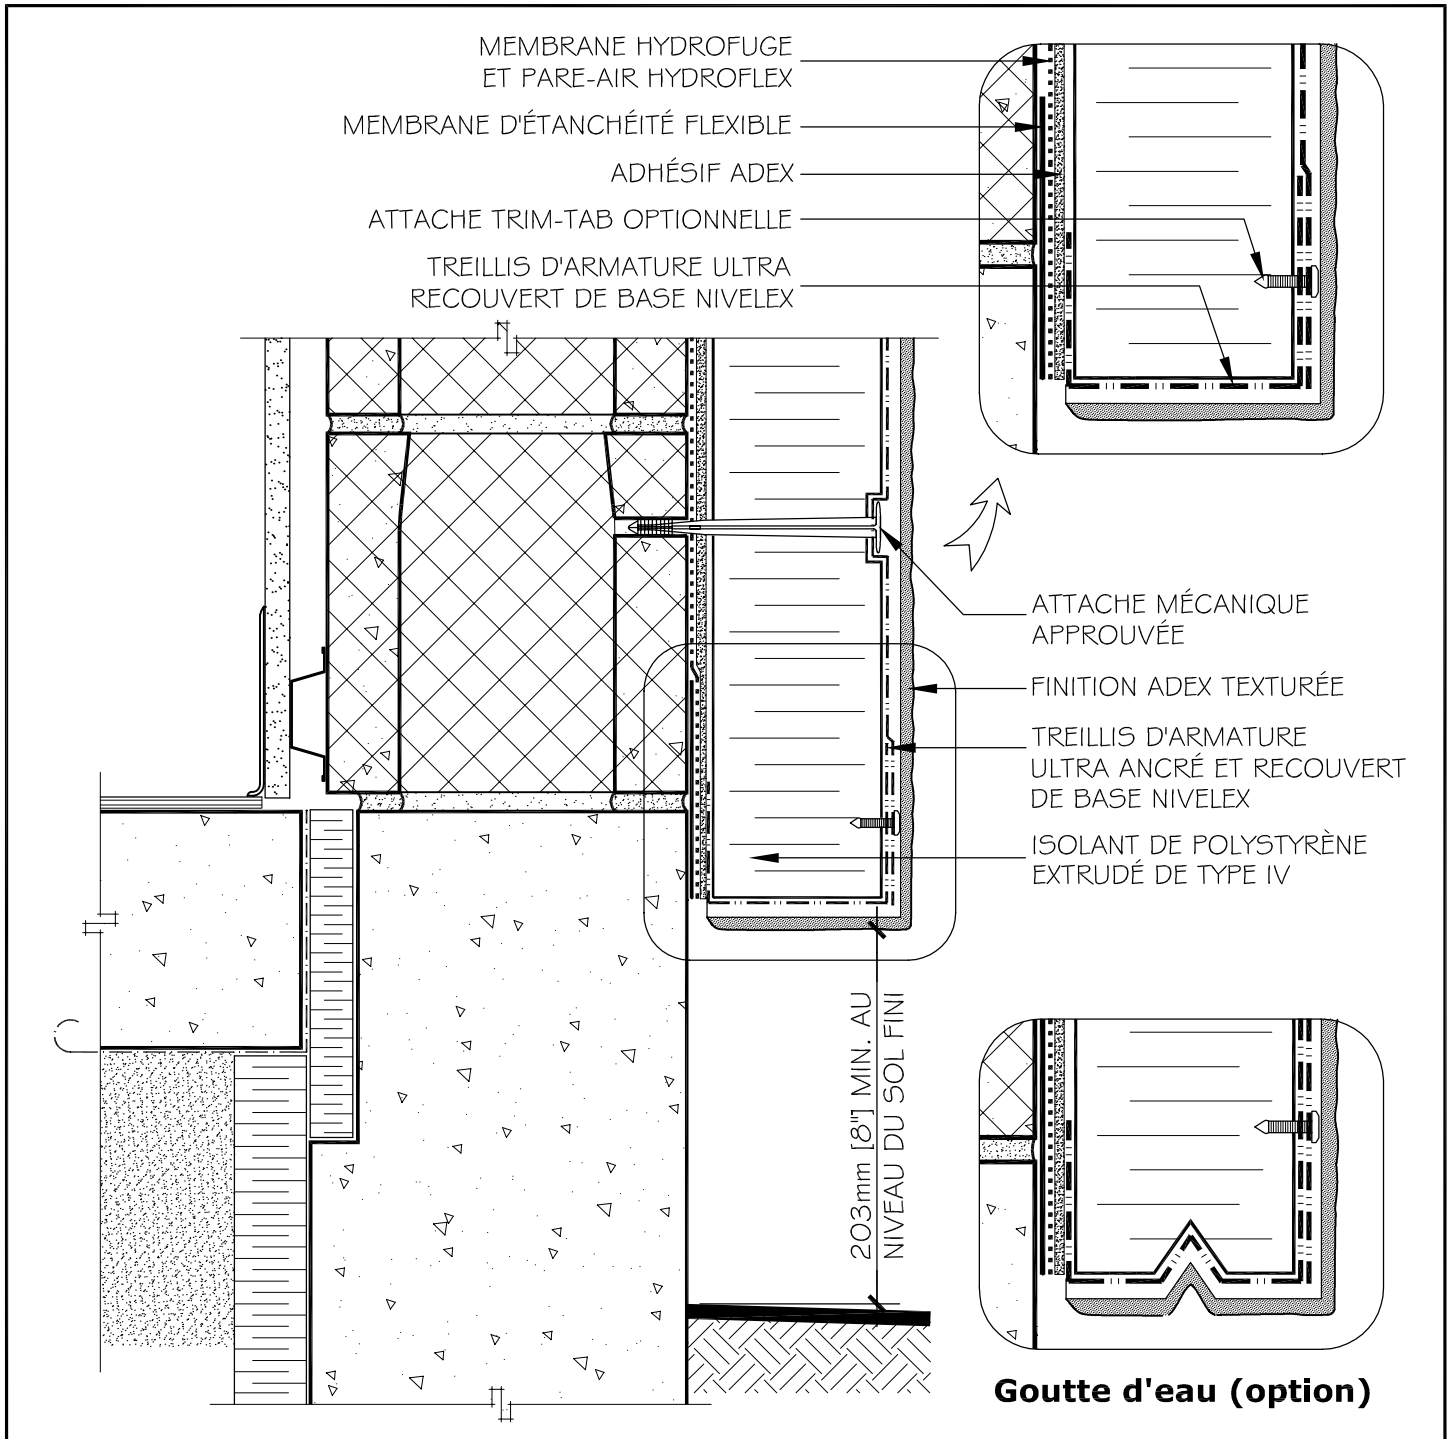 MEMBRANE HYDROFUGE
ET PARE-AIR HYDROFLEX
MEMBRANE D'ÉTANCHÉITÉ FLEXIBLE
ADHÉSIF ADEX
ATTACHE TRIM-TAB OPTIONNELLE
TREILLIS D'ARMATURE ULTRA
RECOUVERT DE BASE NIVELEX
ATTACHE MÉCANIQUE
APPROUVÉE
FINITION ADEX TEXTURÉE
TREILLIS D'ARMATURE
ULTRA ANCRÉ ET RECOUVERT
DE BASE NIVELEX
ISOLANT DE POLYSTYRÈNE
EXTRUDÉ DE TYPE IV
203mm [8"] MIN. AU
NIVEAU DU SOL FINI
Goutte d'eau (option)